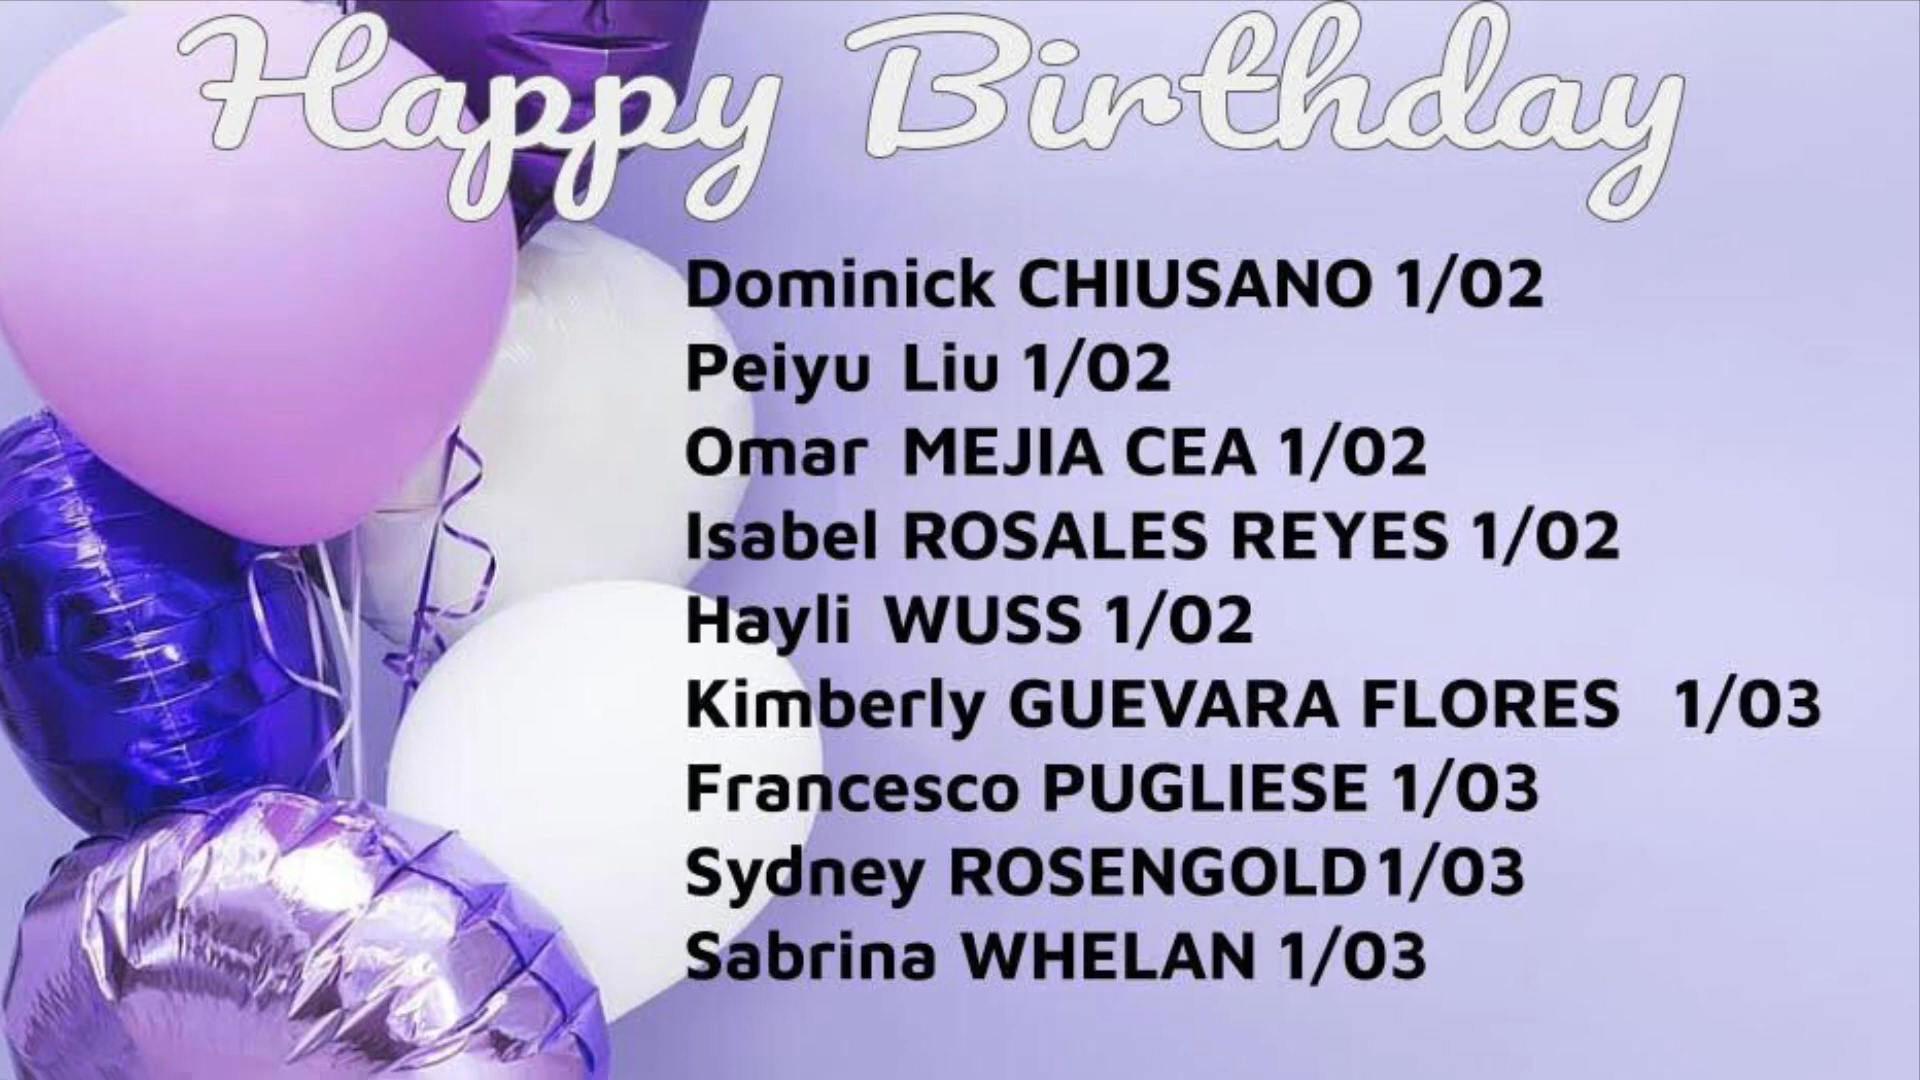 Happy Birthday
Dominick CHIUSANO 1/02
Peiyu Liu 1/02
Omar MEJIA CEA 1/02
Isabel ROSALES REYES 1/02
Hayli WUSS 1/02
Kimberly GUEVARA FLORES 1/03
Francesco PUGLIESE 1/03
Sydney ROSENGOLD 1/03
Sabrina WHELAN 1/03